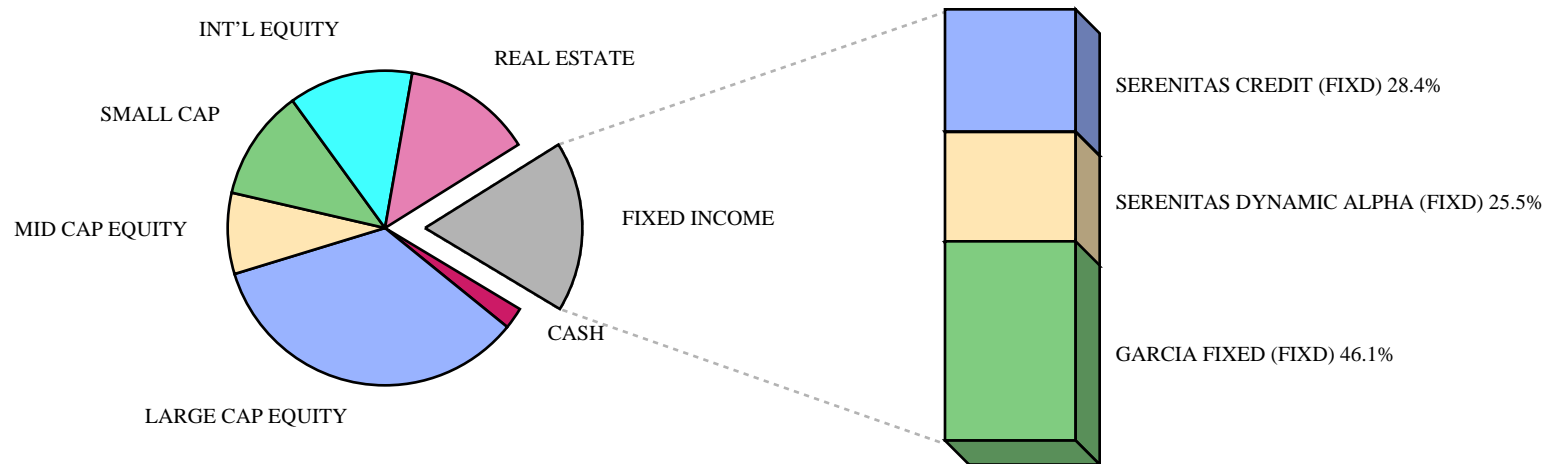 INT'L EQUITY
REAL ESTATE
SMALL CAP
MID CAP EQUITY
FIXED INCOME
CASH
LARGE CAP EQUITY
SERENITAS CREDIT (FIXD) 28.4%
SERENITAS DYNAMIC ALPHA (FIXD) 25.5%
GARCIA FIXED (FIXD) 46.1%